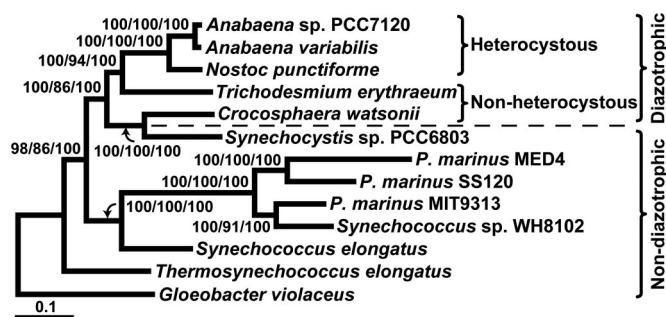 100/100/100 Anabaena sp. PCC7120
100/100/100 Anabaena variabilis Heterocystous
100/94/100 Nostoc punctiforme
100/86/100 Trichodesmium erythraeum
Crocosphaera watsonii Non-heterocystous
Diazotrophic
Synechocystis sp. PCC6803
100/100/100
98/86/100
100/100/100 P. marinus MED4
100/100/100 P. marinus SS120
100/100/100 P. marinus MIT9313
100/91/100 Synechococcus sp. WH8102
Synechococcus elongatus
Thermosynechococcus elongatus
Gloeobacter violaceus
Non-diazotrophic
0.1